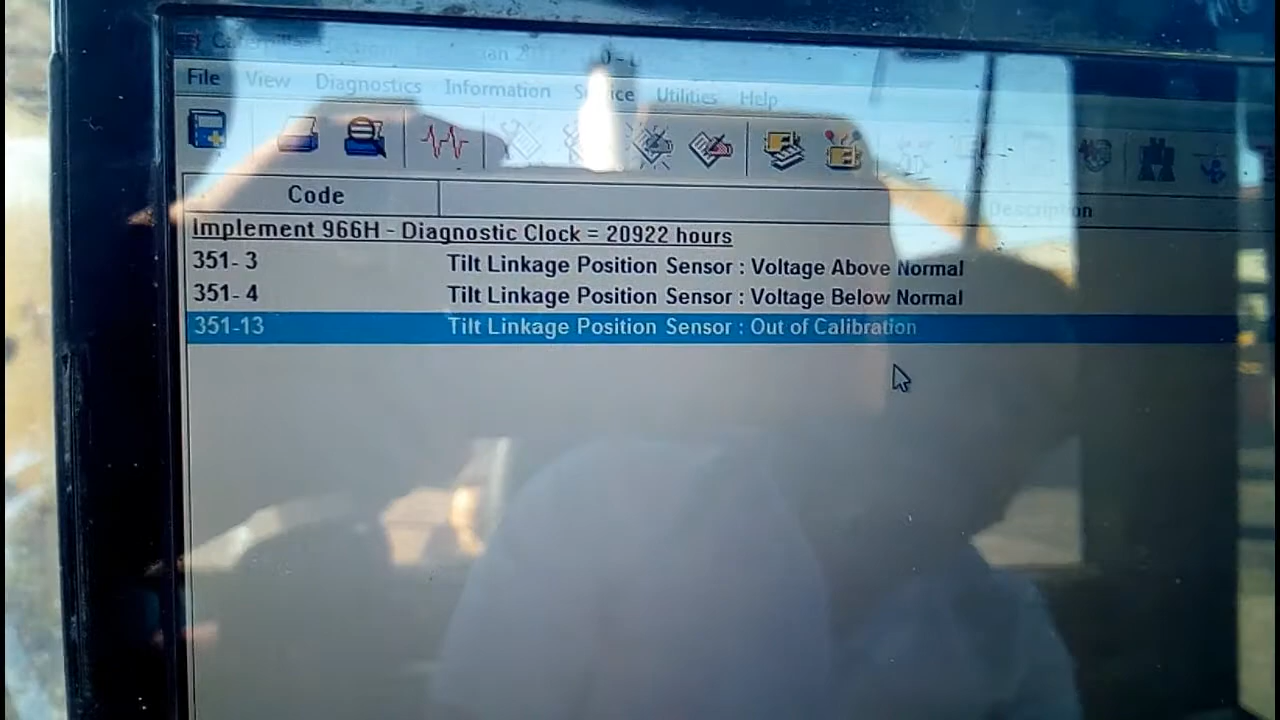 File View Diagnostics Information Service Utilities Help
Code Description
Implement 966H - Diagnostic Clock = 20922 hours
351- 3 Tilt Linkage Position Sensor : Voltage Above Normal
351- 4 Tilt Linkage Position Sensor : Voltage Below Normal
351-13 Tilt Linkage Position Sensor : Out of Calibration